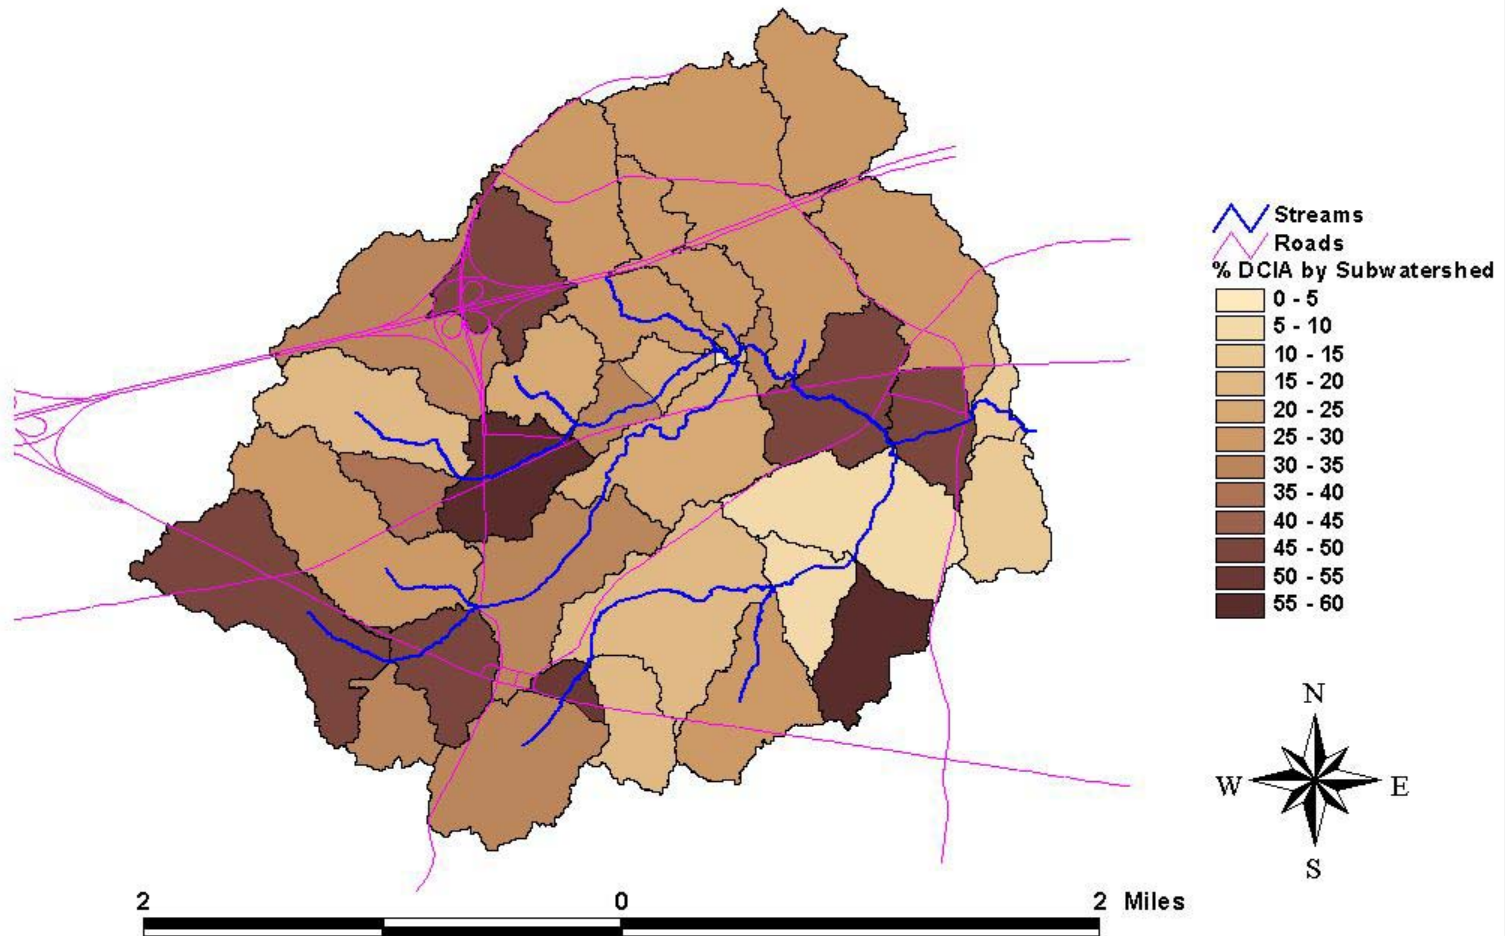 Streams
Roads
% DCIA by Subwatershed
0 - 5
5 - 10
10 - 15
15 - 20
20 - 25
25 - 30
30 - 35
35 - 40
40 - 45
45 - 50
50 - 55
55 - 60
N
W E
S
2 0 2 Miles